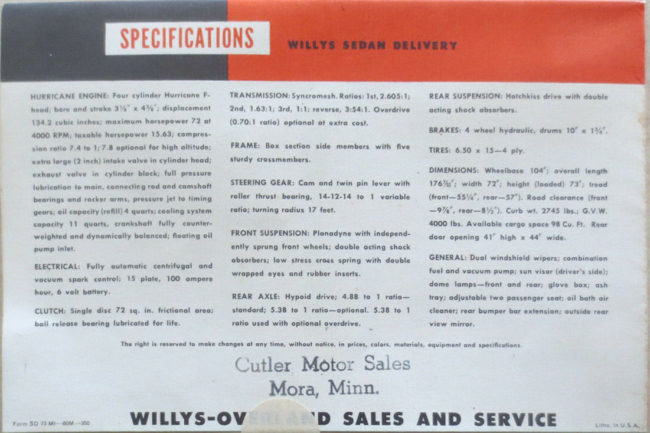 SPECIFICATIONS
WILLYS SEDAN DELIVERY
HURRICANE ENGINE: Four cylinder Hurricane F-
head; bore and stroke 3⅛" x 4⅜"; displacement
134.2 cubic inches; maximum horsepower 72 at
4000 RPM; taxable horsepower 15.63; compres-
sion ratio 7.4 to 1; 7.8 optional for high altitude;
extra large (2 inch) intake valve in cylinder head;
exhaust valve in cylinder block; full pressure
lubrication to main, connecting rod and camshaft
bearings and rocker arms, pressure jet to timing
gears; oil capacity (refill) 4 quarts; cooling system
capacity 11 quarts, crankshaft fully counter-
weighted and dynamically balanced; floating oil
pump inlet.
ELECTRICAL: Fully automatic centrifugal and
vacuum spark control; 15 plate, 100 ampere
hour, 6 volt battery.
CLUTCH: Single disc 72 sq. in. frictional area;
ball release bearing lubricated for life.
TRANSMISSION: Syncromesh. Ratios: 1st, 2.605:1;
2nd, 1.63:1; 3rd, 1:1; reverse, 3:54:1. Overdrive
(0.70:1 ratio) optional at extra cost.
FRAME: Box section side members with five
sturdy crossmembers.
STEERING GEAR: Cam and twin pin lever with
roller thrust bearing, 14-12-14 to 1 variable
ratio; turning radius 17 feet.
FRONT SUSPENSION: Planadyne with independ-
ently sprung front wheels; double acting shock
absorbers; low stress cross spring with double
wrapped eyes and rubber inserts.
REAR AXLE: Hypoid drive; 4.88 to 1 ratio—
standard; 5.38 to 1 ratio—optional. 5.38 to 1
ratio used with optional overdrive.
REAR SUSPENSION: Hotchkiss drive with double
acting shock absorbers.
BRAKES: 4 wheel hydraulic, drums 10" x 1¾".
TIRES: 6.50 x 15—4 ply.
DIMENSIONS: Wheelbase 104"; overall length
176½"; width 72"; height (loaded) 73"; tread
(front—55¼", rear—57"). Road clearance (front
—9⅞", rear—8½"). Curb wt. 2745 lbs.; G.V.W.
4000 lbs. Available cargo space 98 Cu. Ft. Rear
door opening 41" high x 44" wide.
GENERAL: Dual windshield wipers; combination
fuel and vacuum pump; sun visor (driver's side);
dome lamps—front and rear; glove box; ash
tray; adjustable two passenger seat; oil bath air
cleaner; rear bumper bar extension; outside rear
view mirror.
The right is reserved to make changes at any time, without notice, in prices, colors, materials, equipment and specifications.
Cutler Motor Sales
Mora, Minn.
WILLYS-OVERLAND SALES AND SERVICE
Form SD 73 MI—80M—350
Litho. in U.S.A.